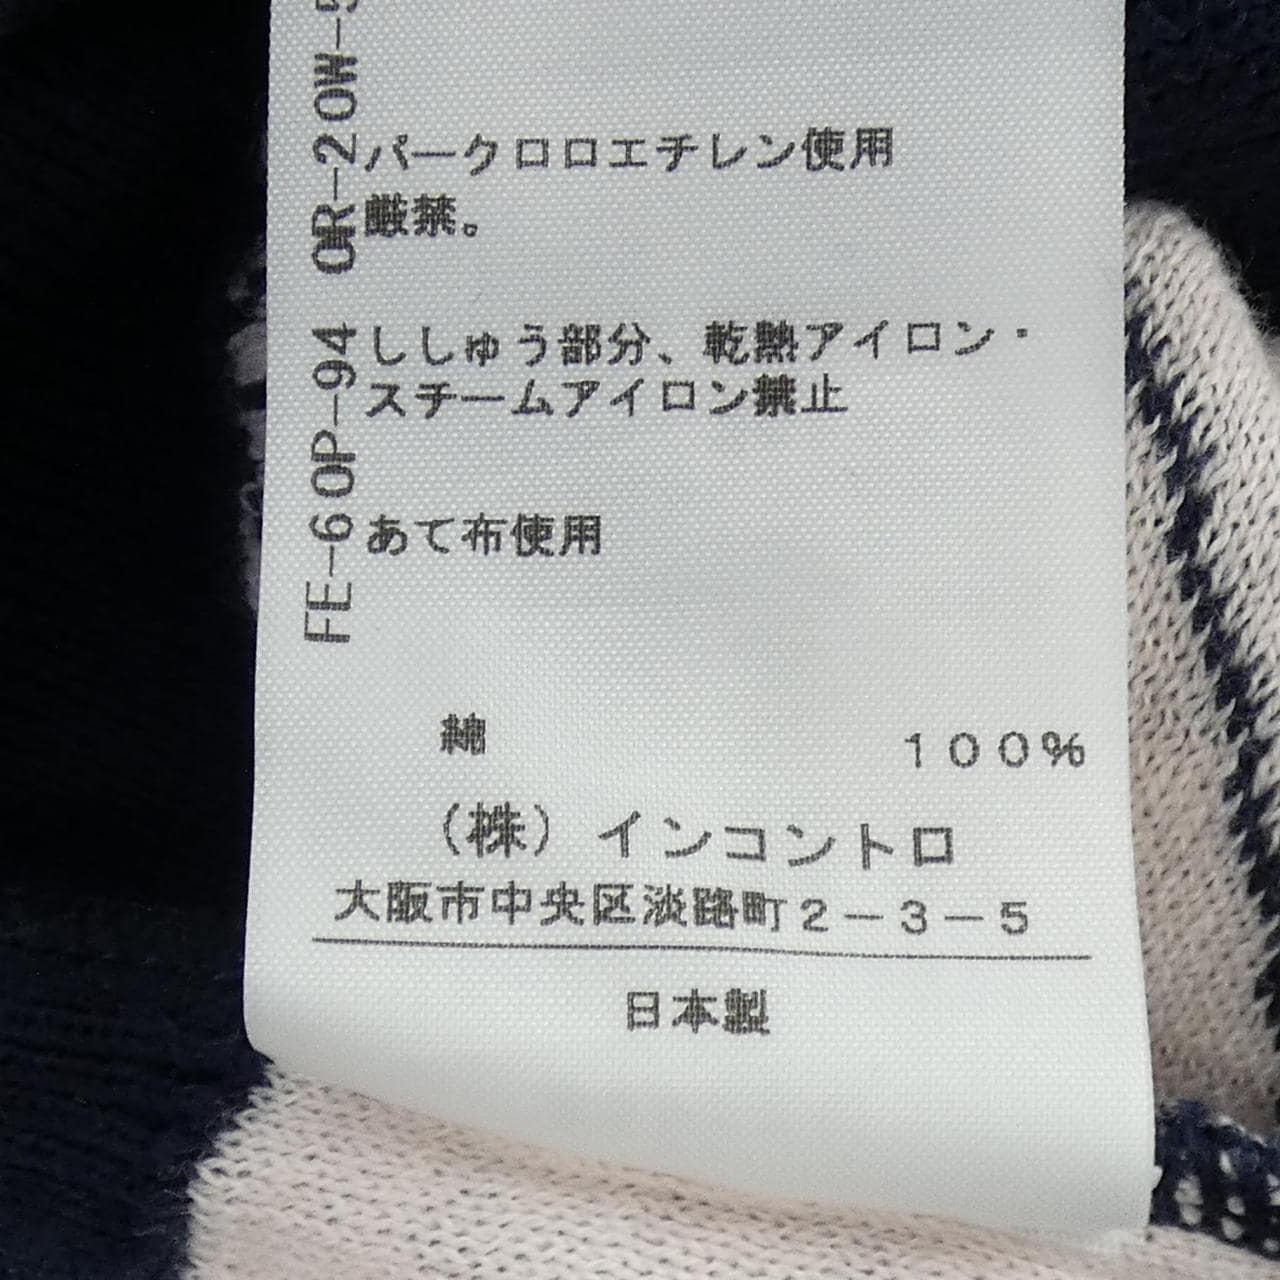 パークロロエチレン使用
厳禁。
ししゅう部分、乾熱アイロン・
スチームアイロン禁止
あて布使用
綿 100%
（株）インコントロ
大阪市中央区淡路町2－3－5
日本製
FE-60P-94 OR-20W-5